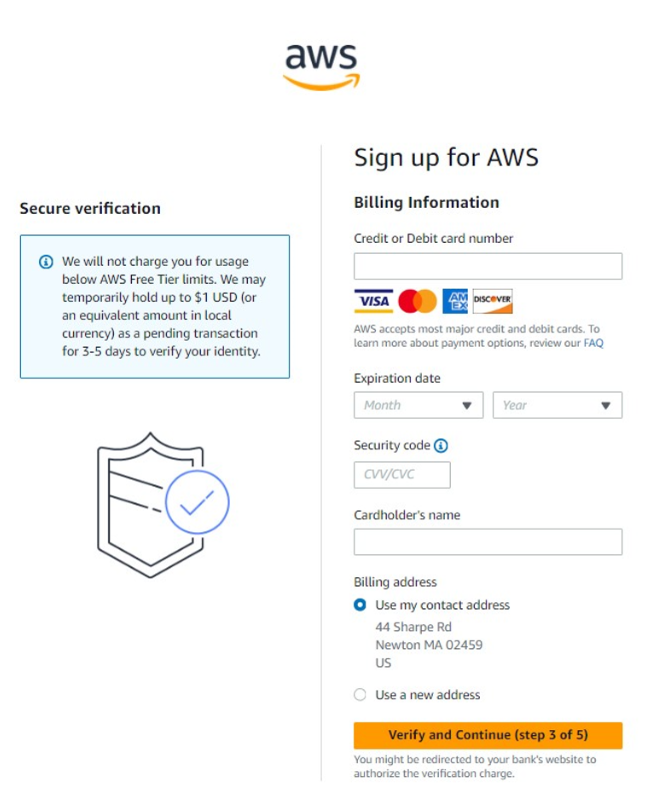 aws
Secure verification
We will not charge you for usage
below AWS Free Tier limits. We may
temporarily hold up to $1 USD (or
an equivalent amount in local
currency) as a pending transaction
for 3-5 days to verify your identity.
Sign up for AWS
Billing Information
Credit or Debit card number
VISA AM EX DISCOVER
AWS accepts most major credit and debit cards. To
learn more about payment options, review our FAQ
Expiration date
Month Year
Security code
CVV/CVC
Cardholder's name
Billing address
Use my contact address
44 Sharpe Rd
Newton MA 02459
US
Use a new address
Verify and Continue (step 3 of 5)
You might be redirected to your bank's website to
authorize the verification charge.